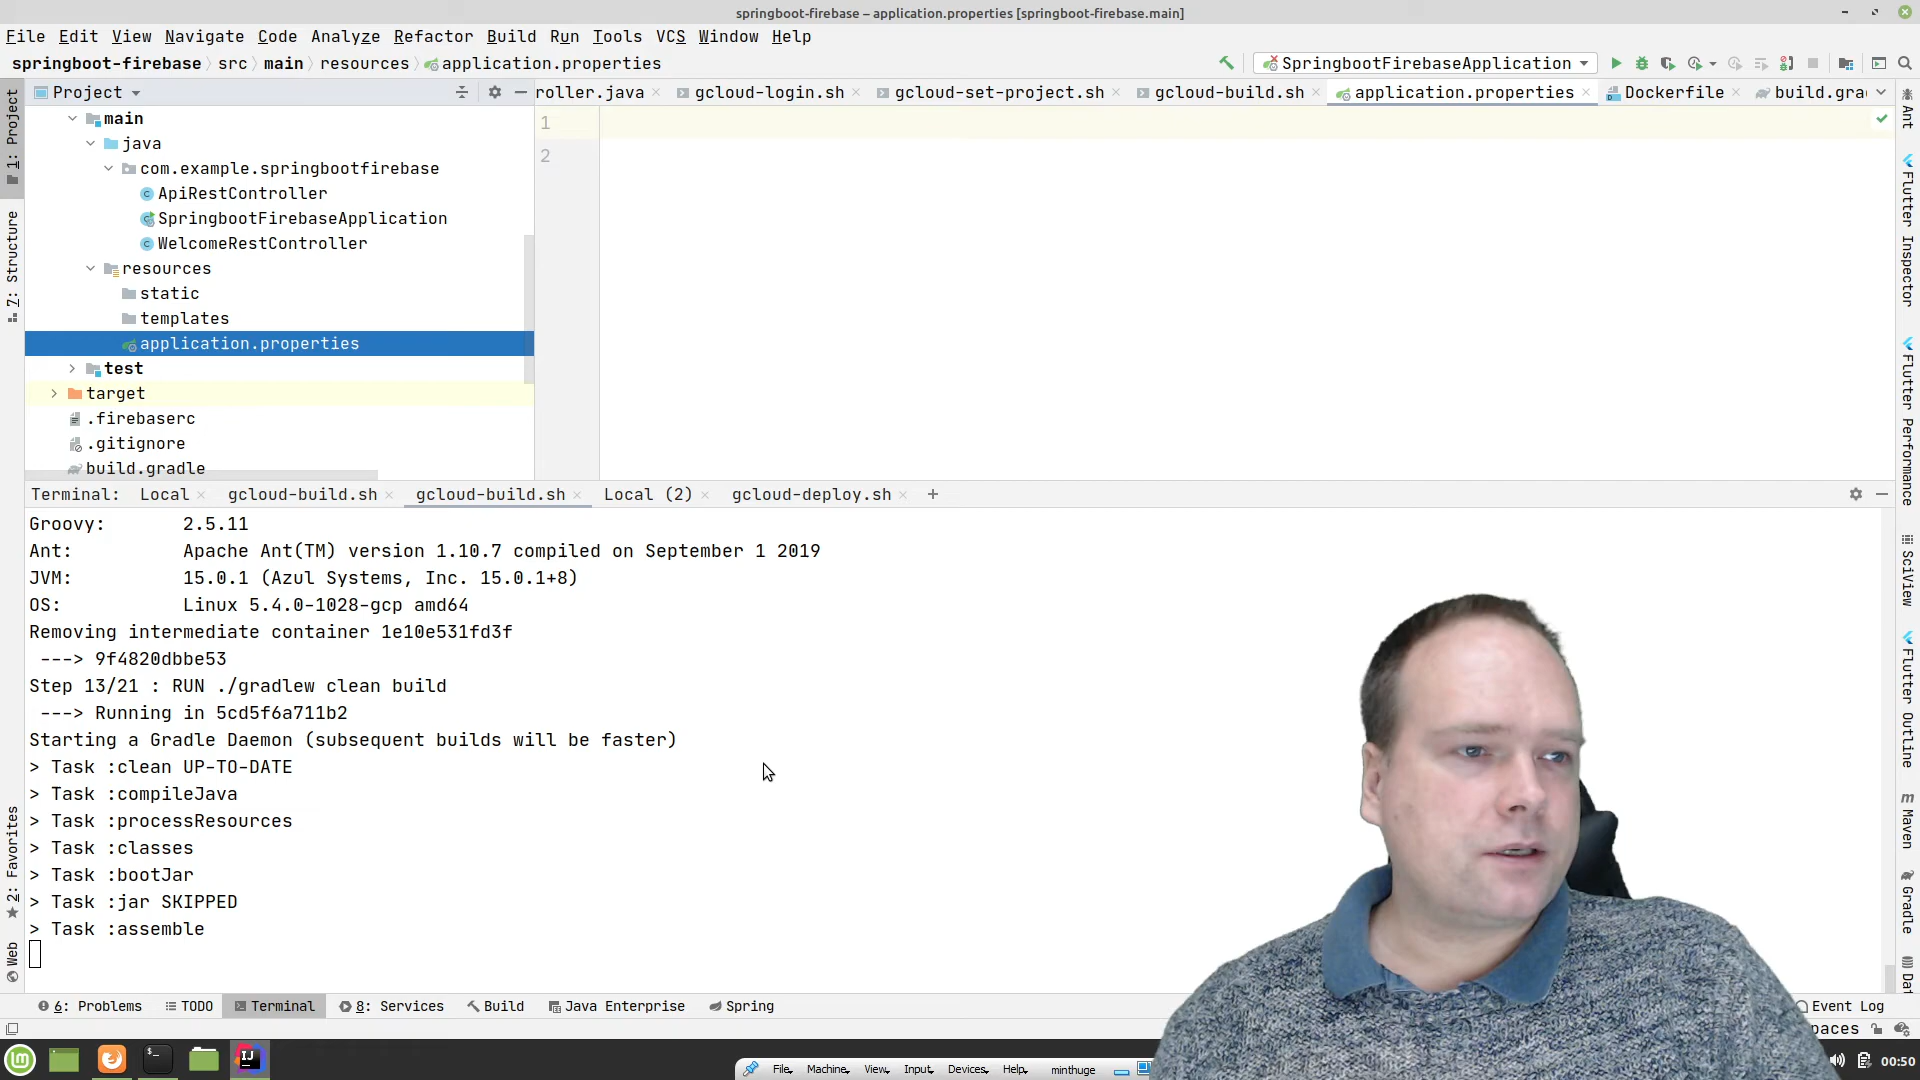 springboot-firebase – application.properties [springboot-firebase.main]
File Edit View Navigate Code Analyze Refactor Build Run Tools VCS Window Help
springboot-firebase src main resources application.properties
SpringbootFirebaseApplication
Project
roller.java gcloud-login.sh gcloud-set-project.sh gcloud-build.sh application.properties Dockerfile build.gra
main
java
com.example.springbootfirebase
ApiRestController
SpringbootFirebaseApplication
WelcomeRestController
resources
static
templates
application.properties
test
target
.firebaserc
.gitignore
build.gradle
1
2
1: Project
7: Structure
2: Favorites
Web
Ant
Flutter Inspector
Flutter Performance
SciView
Flutter Outline
Maven
Gradle
Dat
Terminal: Local gcloud-build.sh gcloud-build.sh Local (2) gcloud-deploy.sh +
Groovy: 2.5.11
Ant: Apache Ant(TM) version 1.10.7 compiled on September 1 2019
JVM: 15.0.1 (Azul Systems, Inc. 15.0.1+8)
OS: Linux 5.4.0-1028-gcp amd64
Removing intermediate container 1e10e531fd3f
---> 9f4820dbbe53
Step 13/21 : RUN ./gradlew clean build
---> Running in 5cd5f6a711b2
Starting a Gradle Daemon (subsequent builds will be faster)
> Task :clean UP-TO-DATE
> Task :compileJava
> Task :processResources
> Task :classes
> Task :bootJar
> Task :jar SKIPPED
> Task :assemble
6: Problems TODO Terminal 8: Services Build Java Enterprise Spring Event Log
paces
File Machine View Input Devices Help minthuge
00:50